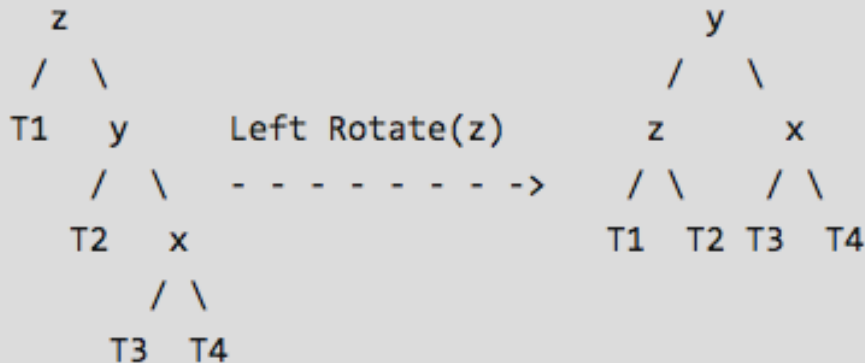 z                                y
/  \                            /   \
T1   y     Left Rotate(z)       z      x
/  \   - - - - - - - ->    / \    / \
T2   x                     T1  T2 T3  T4
/ \
T3  T4